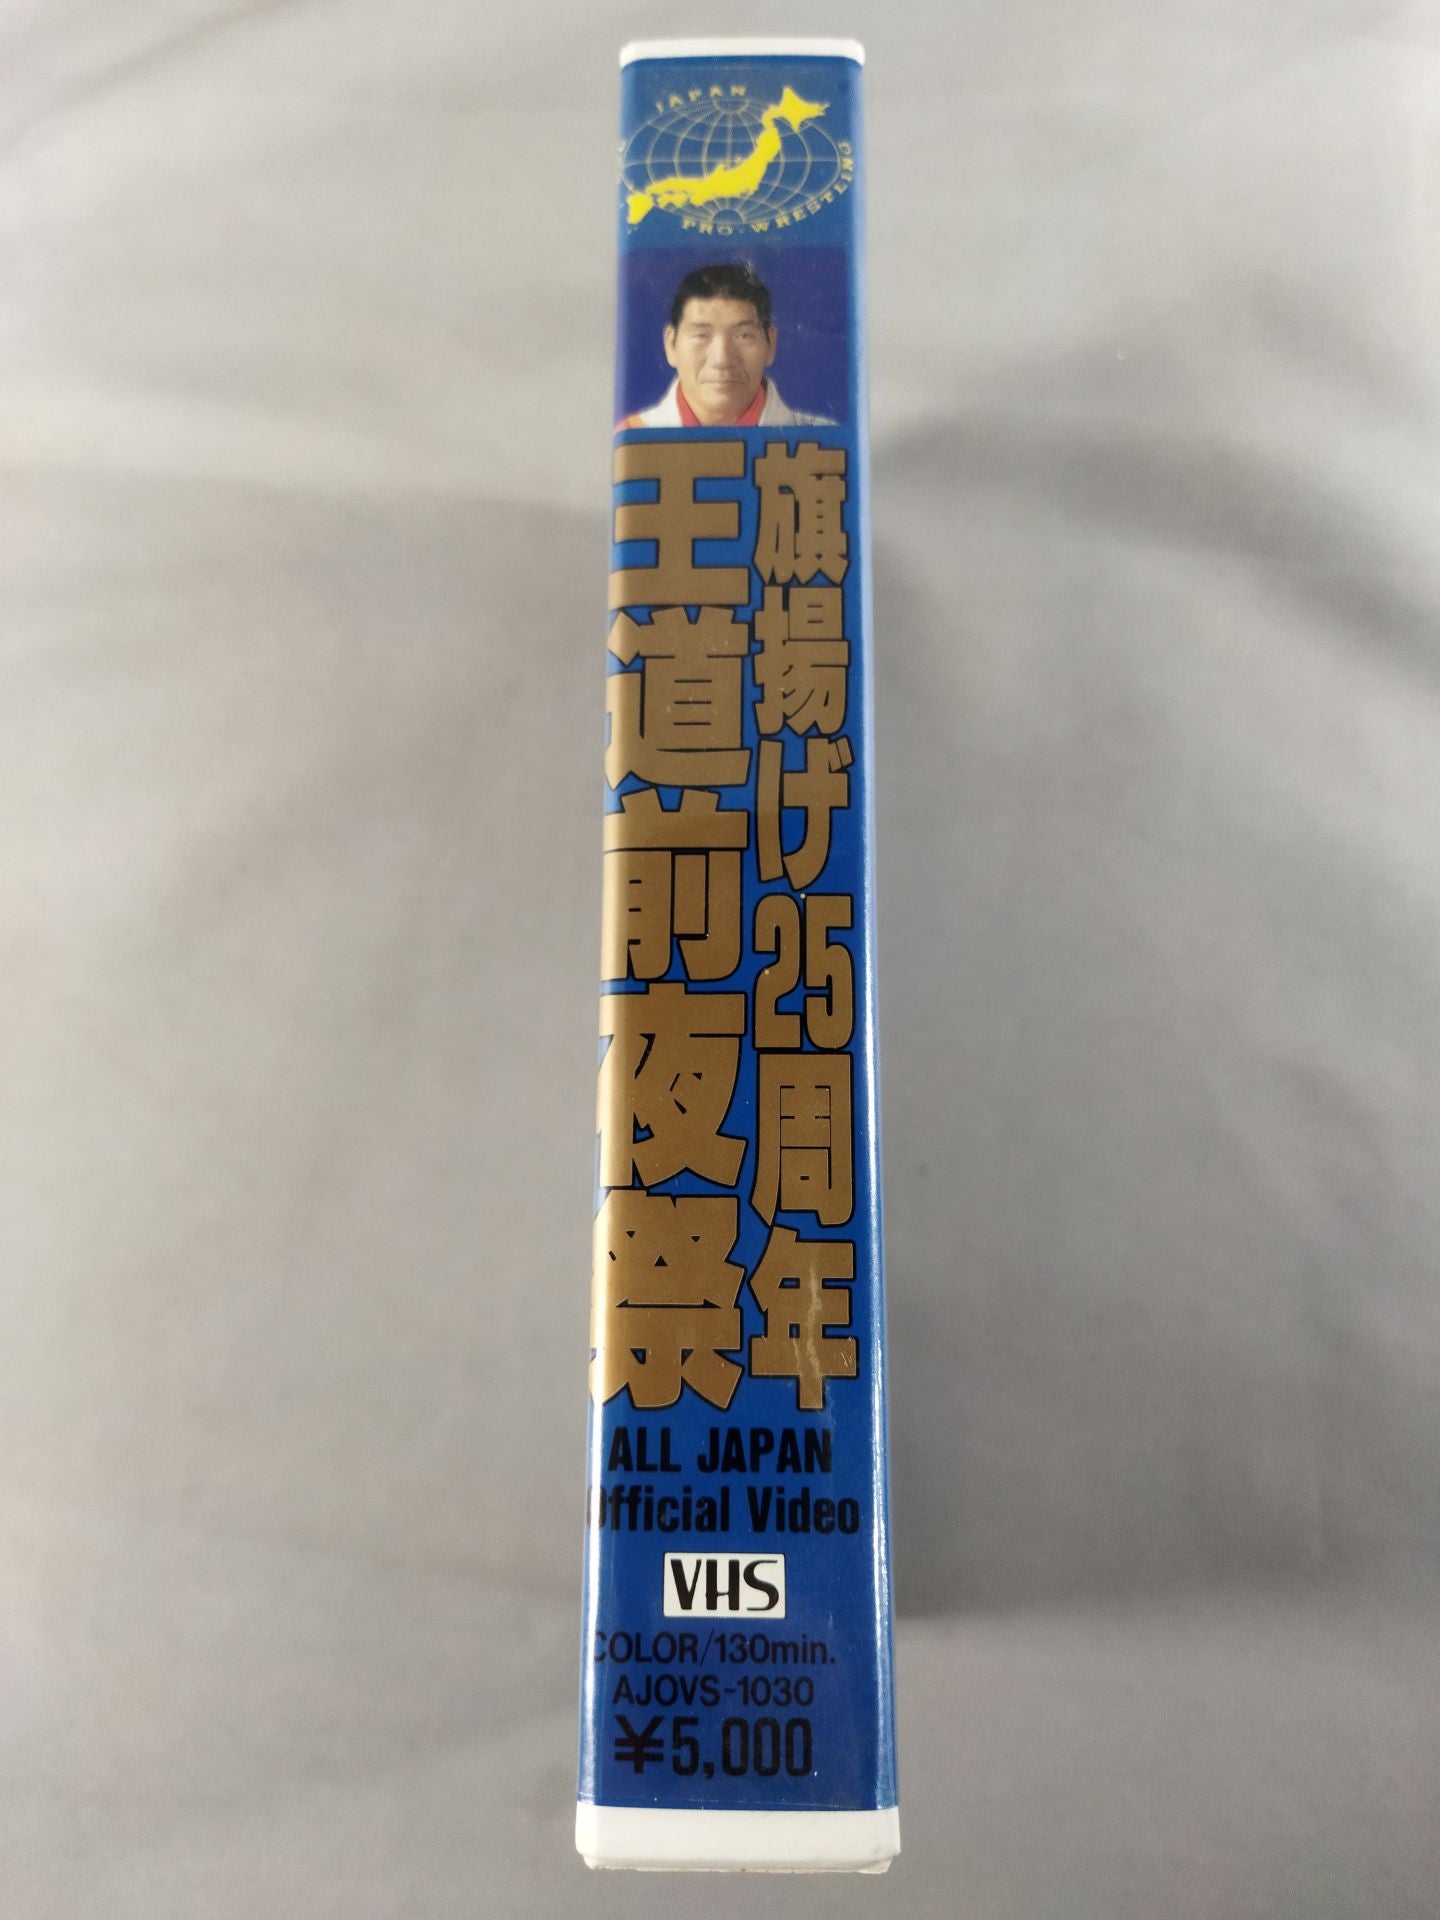 JAPAN
PRO-WRESTLING
旗揚げ25周年
王道前夜祭
ALL JAPAN
Official Video
VHS
COLOR/130min.
AJOVS-1030
¥5,000